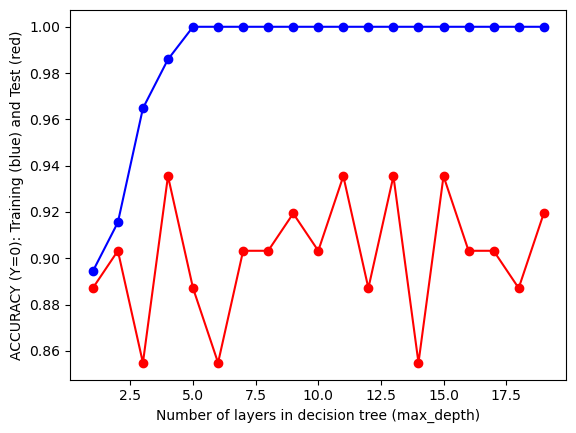 ACCURACY (Y=0): Training (blue) and Test (red)
1.00
0.98
0.96
0.94
0.92
0.90
0.88
0.86
2.5 5.0 7.5 10.0 12.5 15.0 17.5
Number of layers in decision tree (max_depth)